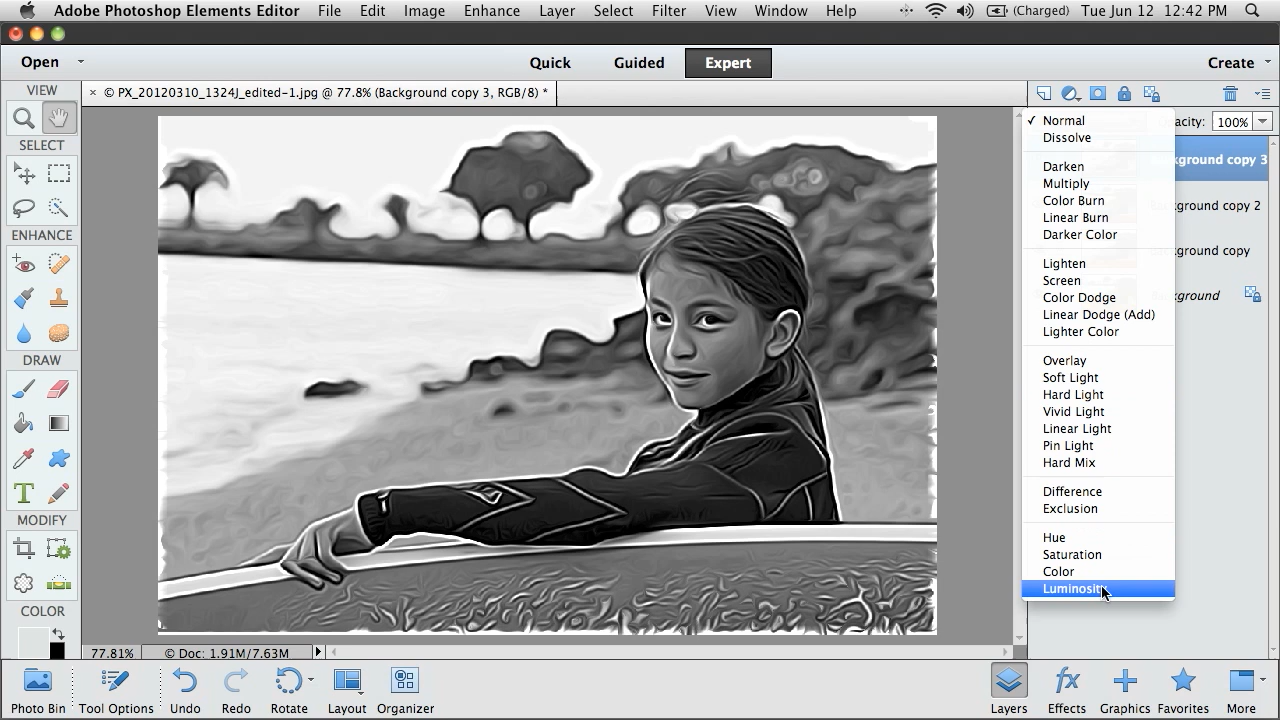 Adobe Photoshop Elements Editor File Edit Image Enhance Layer Select Filter View Window Help (Charged) Tue Jun 12 12:42 PM
Open Quick Guided Expert Create
VIEW
× © PX_20120310_1324J_edited-1.jpg @ 77.8% (Background copy 3, RGB/8) *
SELECT
ENHANCE
DRAW
T
MODIFY
COLOR
✓ Normal
Dissolve
Darken
Multiply
Color Burn
Linear Burn
Darker Color
Lighten
Screen
Color Dodge
Linear Dodge (Add)
Lighter Color
Overlay
Soft Light
Hard Light
Vivid Light
Linear Light
Pin Light
Hard Mix
Difference
Exclusion
Hue
Saturation
Color
Luminosity
Opacity: 100%
Background copy 3
Background copy 2
Background copy
Background
77.81% © Doc: 1.91M/7.63M
Photo Bin Tool Options Undo Redo Rotate Layout Organizer Layers Effects Graphics Favorites More